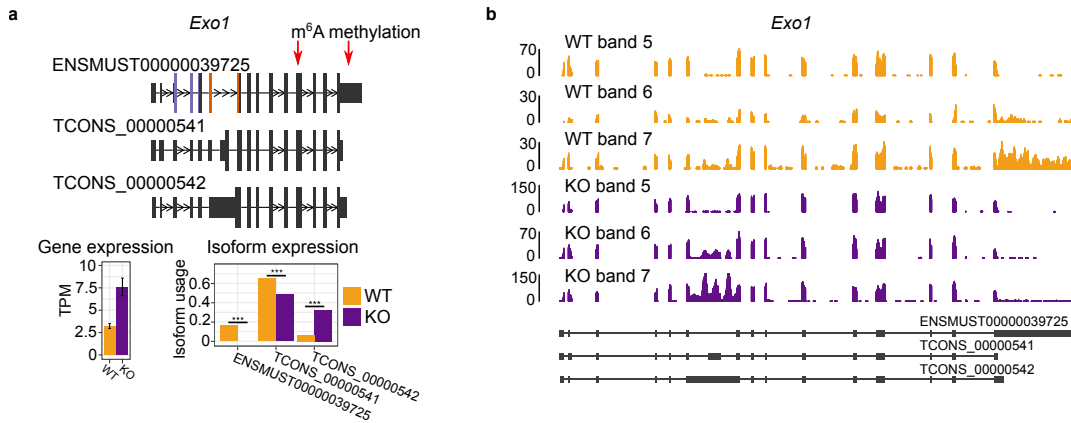 a
Exo1
m⁶A methylation
ENSMUST00000039725
TCONS_00000541
TCONS_00000542
Gene expression
TPM
10
7.5
5
2.5
0
WT
KO
Isoform expression
Isoform usage
0.6
0.4
0.2
0
***
***
***
ENSMUST00000039725
TCONS_00000541
TCONS_00000542
WT
KO
b
Exo1
70
0
WT band 5
30
0
WT band 6
30
0
WT band 7
150
0
KO band 5
70
0
KO band 6
150
0
KO band 7
ENSMUST00000039725
TCONS_00000541
TCONS_00000542